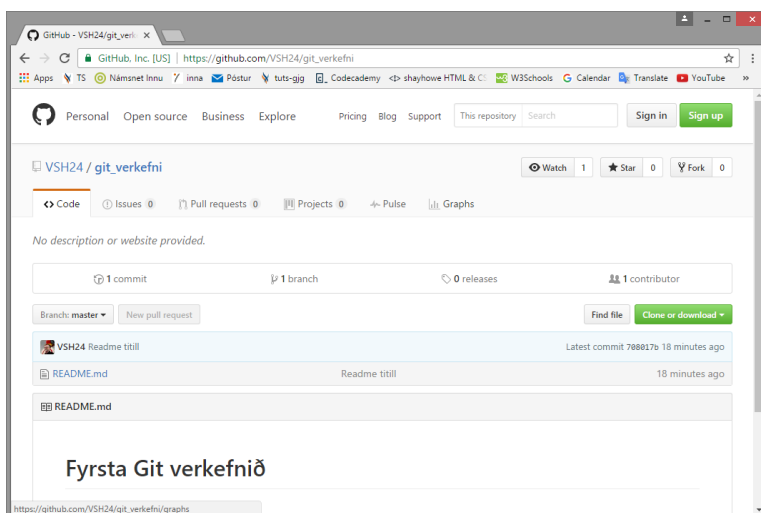 GitHub - VSH24/git_verk
GitHub, Inc. [US] | https://github.com/VSH24/git_verkefni
Apps TS Námsnet Innu inna Póstur tuts-gjg Codecademy <> shayhowe HTML & CS W3Schools Calendar Translate YouTube »
Personal Open source Business Explore Pricing Blog Support This repository Search Sign in Sign up
VSH24 / git_verkefni Watch 1 Star 0 Fork 0
<> Code Issues 0 Pull requests 0 Projects 0 Pulse Graphs
No description or website provided.
1 commit 1 branch 0 releases 1 contributor
Branch: master New pull request Find file Clone or download
VSH24 Readme titill Latest commit 708017b 18 minutes ago
README.md Readme titill 18 minutes ago
README.md
Fyrsta Git verkefnið
https://github.com/VSH24/git_verkefni/graphs